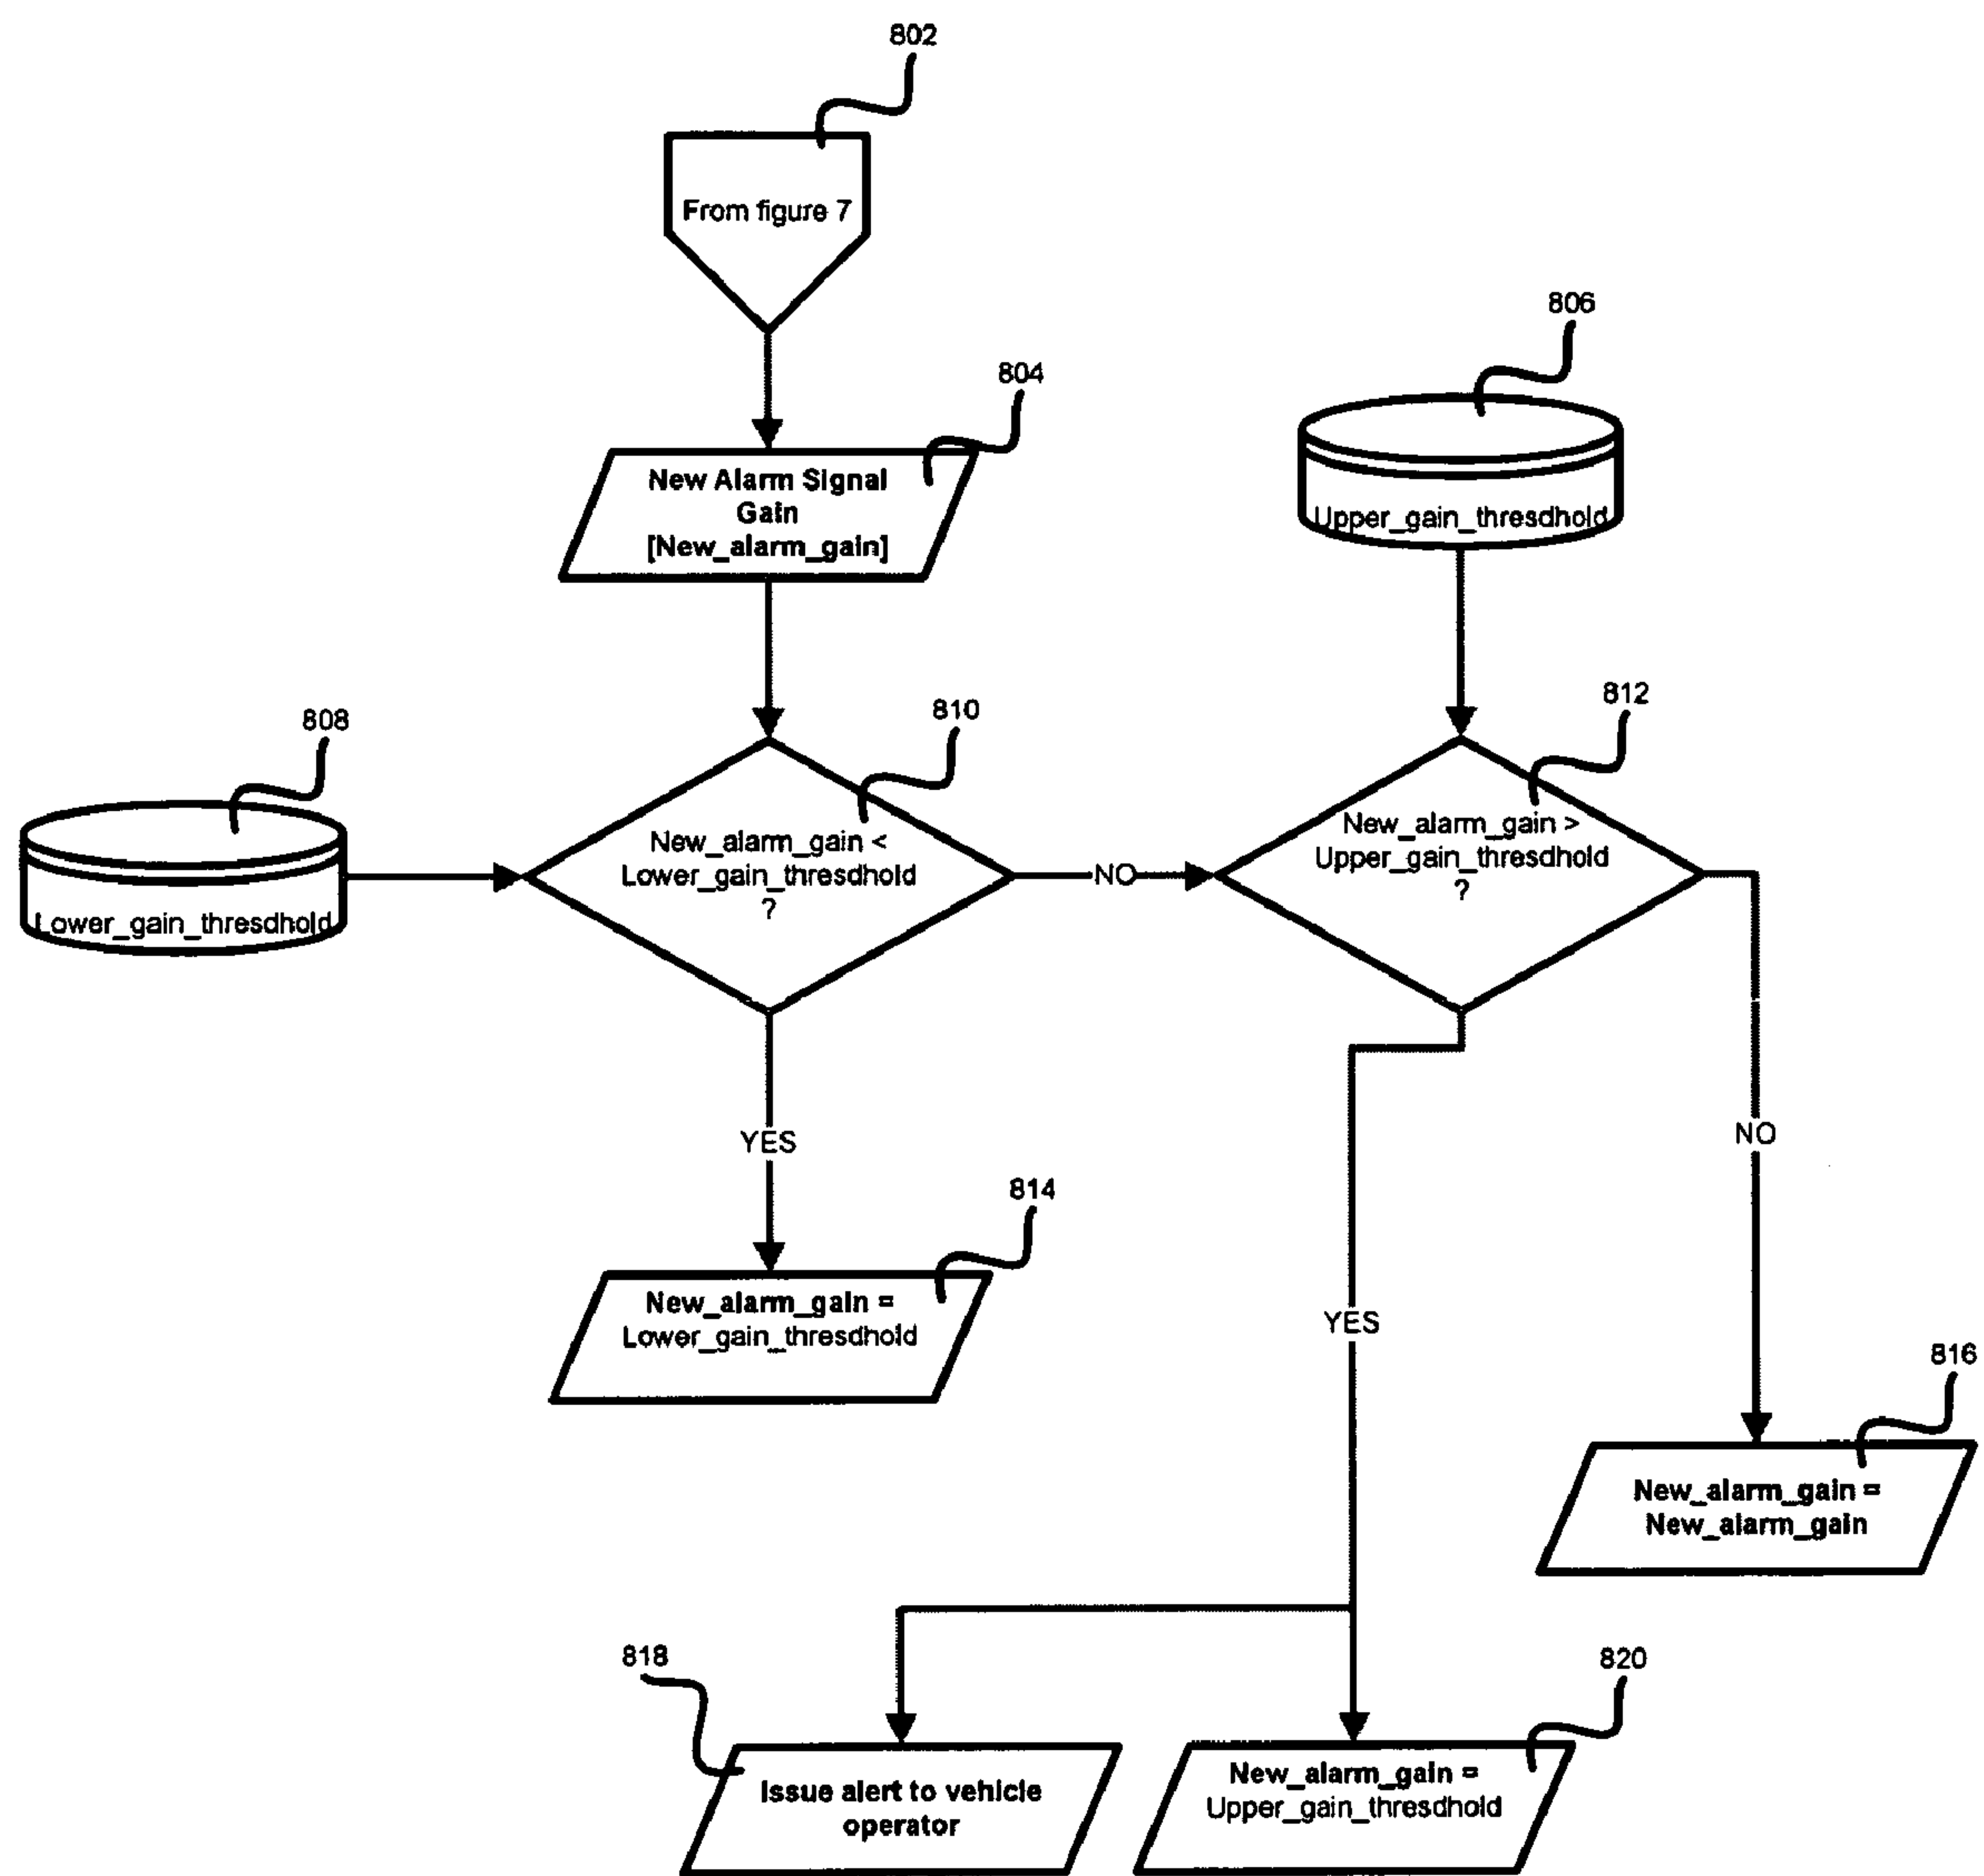 802
From figure 7
806
804
New Alarm Signal
Gain
[New_alarm_gain]
Upper_gain_thresdhold
808
810
812
Lower_gain_thresdhold
New_alarm_gain <
Lower_gain_thresdhold
?
NO
New_alarm_gain >
Upper_gain_thresdhold
?
YES
NO
814
New_alarm_gain =
Lower_gain_thresdhold
YES
816
New_alarm_gain =
New_alarm_gain
818
820
Issue alert to vehicle
operator
New_alarm_gain =
Upper_gain_thresdhold